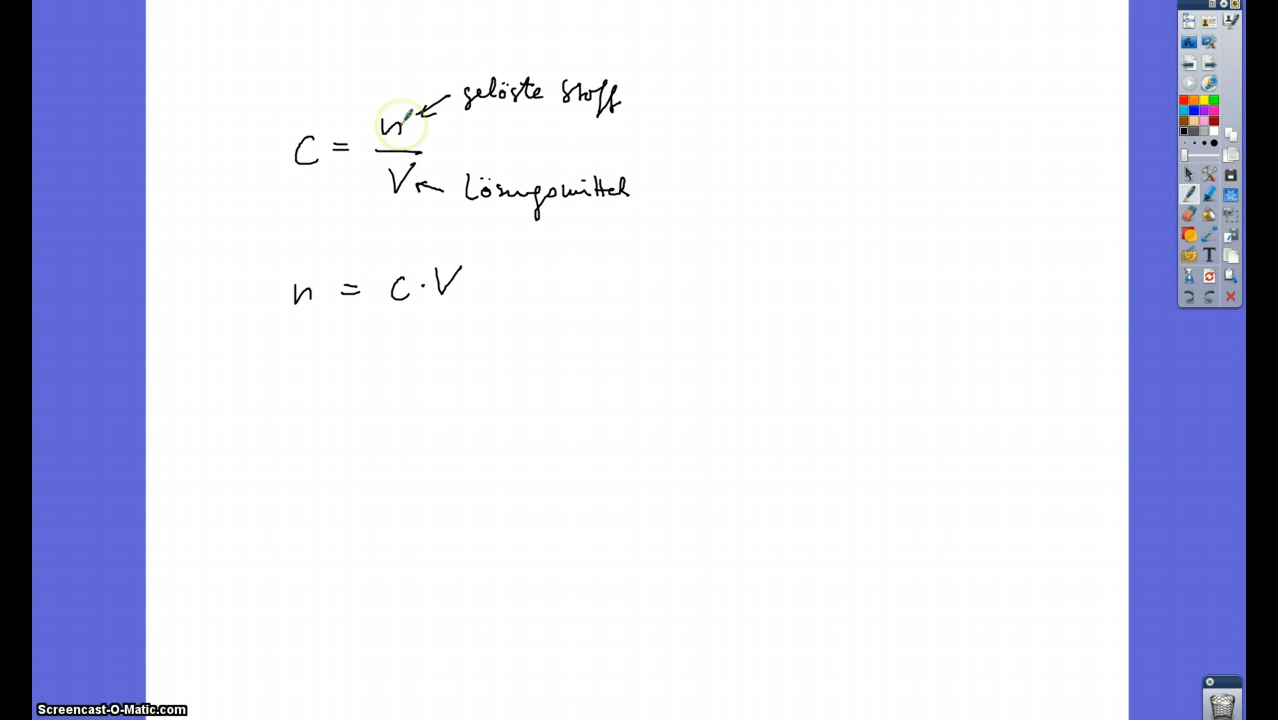 C = n/V
gelöste Stoff
Lösungsmittel
n = c · V
Screencast-O-Matic.com